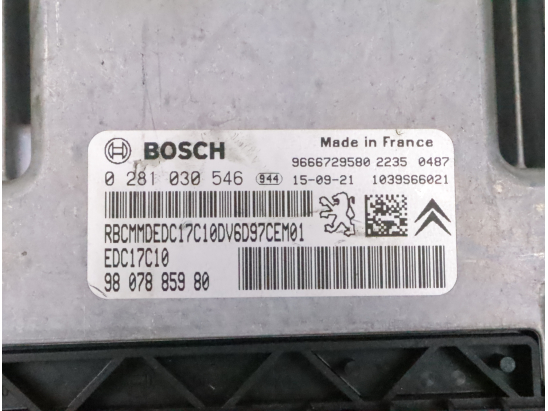 BOSCH
Made in France
9666729580 2235 0487
0 281 030 546 944 15-09-21 1039S66021
RBCMMDEDC17C10DV6D97CEM01
EDC17C10
98 078 859 80